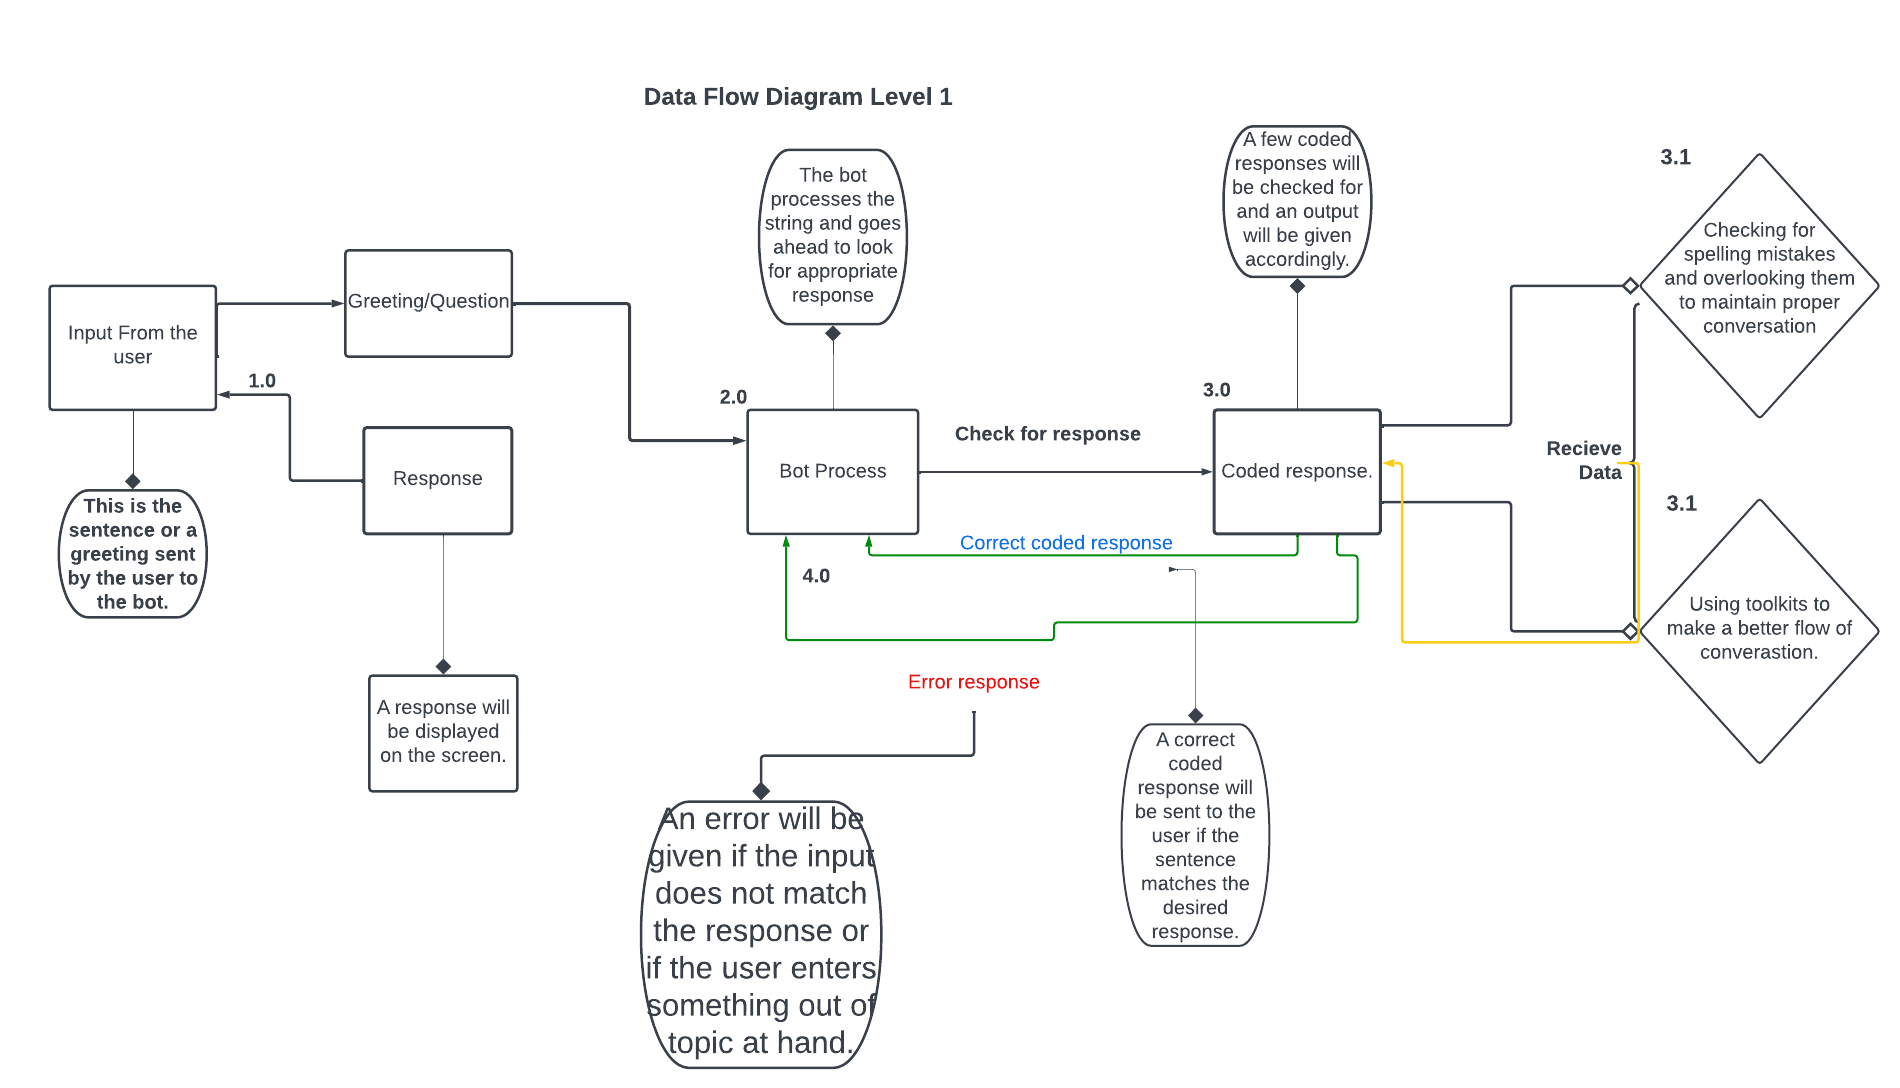 Data Flow Diagram Level 1
Input From the
user
1.0
This is the
sentence or a
greeting sent
by the user to
the bot.
Greeting/Question
Response
A response will
be displayed
on the screen.
The bot
processes the
string and goes
ahead to look
for appropriate
response
2.0
Bot Process
Check for response
A few coded
responses will
be checked for
and an output
will be given
accordingly.
3.0
Coded response.
Correct coded response
4.0
Error response
An error will be
given if the input
does not match
the response or
if the user enters
something out of
topic at hand.
A correct
coded
response will
be sent to the
user if the
sentence
matches the
desired
response.
3.1
Checking for
spelling mistakes
and overlooking them
to maintain proper
conversation
Recieve
Data
3.1
Using toolkits to
make a better flow of
converastion.